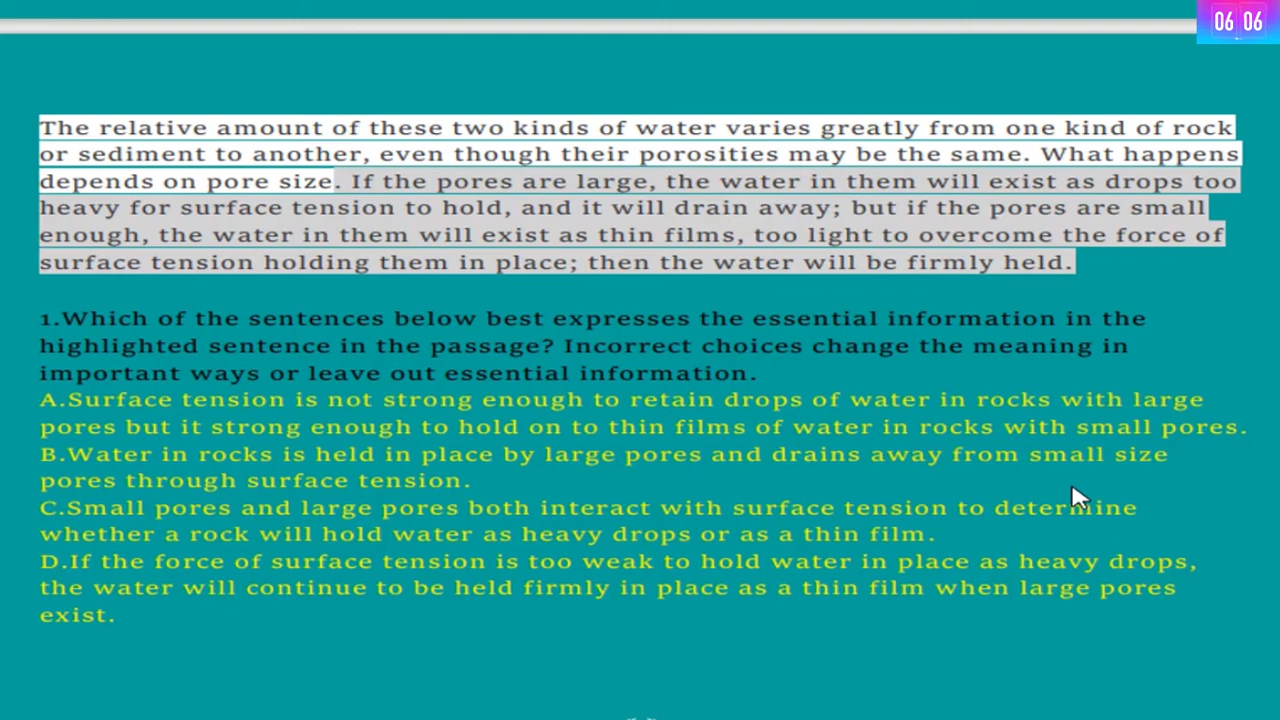 06 06
The relative amount of these two kinds of water varies greatly from one kind of rock
or sediment to another, even though their porosities may be the same. What happens
depends on pore size. If the pores are large, the water in them will exist as drops too
heavy for surface tension to hold, and it will drain away; but if the pores are small
enough, the water in them will exist as thin films, too light to overcome the force of
surface tension holding them in place; then the water will be firmly held.
1.Which of the sentences below best expresses the essential information in the
highlighted sentence in the passage? Incorrect choices change the meaning in
important ways or leave out essential information.
A.Surface tension is not strong enough to retain drops of water in rocks with large
pores but it strong enough to hold on to thin films of water in rocks with small pores.
B.Water in rocks is held in place by large pores and drains away from small size
pores through surface tension.
C.Small pores and large pores both interact with surface tension to determine
whether a rock will hold water as heavy drops or as a thin film.
D.If the force of surface tension is too weak to hold water in place as heavy drops,
the water will continue to be held firmly in place as a thin film when large pores
exist.